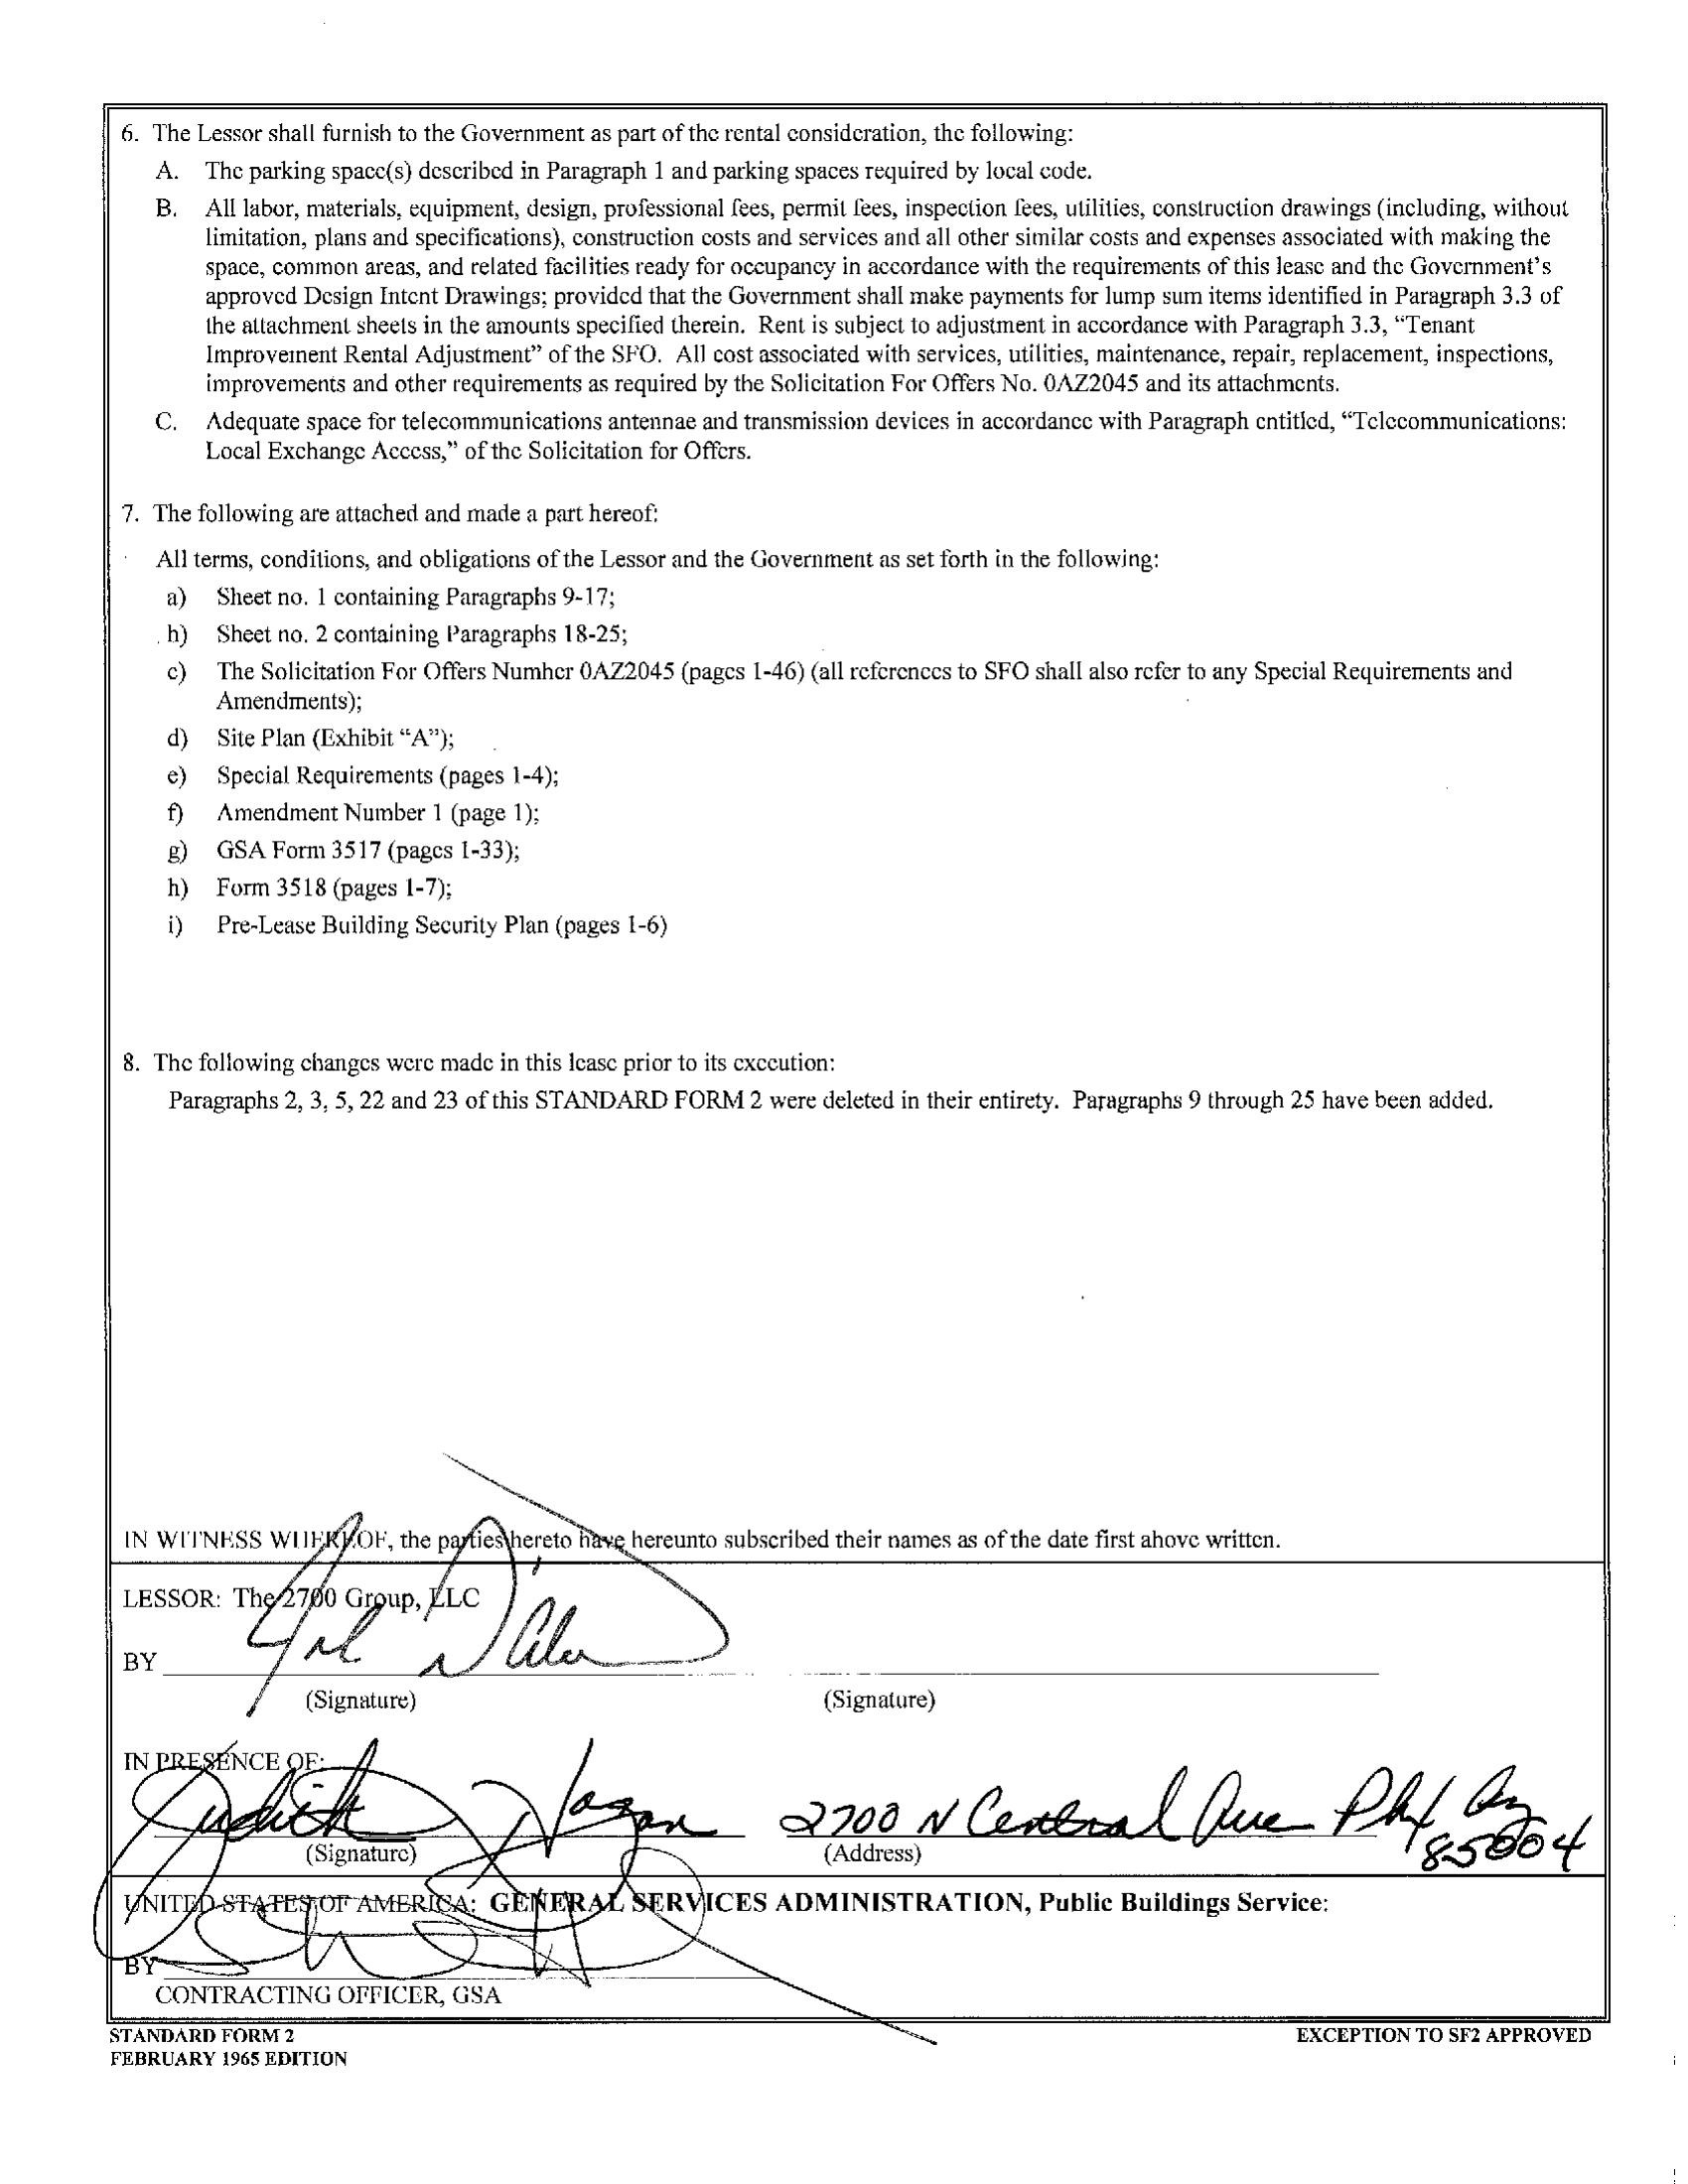 6. The Lessor shall furnish to the Government as part of the rental consideration, the following:
A. The parking space(s) described in Paragraph 1 and parking spaces required by local code.
B. All labor, materials, equipment, design, professional fees, permit fees, inspection fees, utilities, construction drawings (including, without
limitation, plans and specifications), construction costs and services and all other similar costs and expenses associated with making the
space, common areas, and related facilities ready for occupancy in accordance with the requirements of this lease and the Government's
approved Design Intent Drawings; provided that the Government shall make payments for lump sum items identified in Paragraph 3.3 of
the attachment sheets in the amounts specified therein. Rent is subject to adjustment in accordance with Paragraph 3.3, “Tenant
Improvement Rental Adjustment” of the SFO. All cost associated with services, utilities, maintenance, repair, replacement, inspections,
improvements and other requirements as required by the Solicitation For Offers No. 0AZ2045 and its attachments.
C. Adequate space for telecommunications antennae and transmission devices in accordance with Paragraph entitled, “Telecommunications:
Local Exchange Access,” of the Solicitation for Offers.
7. The following are attached and made a part hereof:
All terms, conditions, and obligations of the Lessor and the Government as set forth in the following:
a) Sheet no. 1 containing Paragraphs 9-17;
b) Sheet no. 2 containing Paragraphs 18-25;
c) The Solicitation For Offers Number 0AZ2045 (pages 1-46) (all references to SFO shall also refer to any Special Requirements and
Amendments);
d) Site Plan (Exhibit “A”);
e) Special Requirements (pages 1-4);
f) Amendment Number 1 (page 1);
g) GSA Form 3517 (pages 1-33);
h) Form 3518 (pages 1-7);
i) Pre-Lease Building Security Plan (pages 1-6)
8. The following changes were made in this lease prior to its execution:
Paragraphs 2, 3, 5, 22 and 23 of this STANDARD FORM 2 were deleted in their entirety. Paragraphs 9 through 25 have been added.
IN WITNESS WHEREOF, the parties hereto have hereunto subscribed their names as of the date first above written.
LESSOR: The 2700 Group, LLC
BY
(Signature) (Signature)
IN PRESENCE OF:
Judith Hagan 2700 N Central Ave Phx Az
85004
(Signature) (Address)
UNITED STATES OF AMERICA: GENERAL SERVICES ADMINISTRATION, Public Buildings Service:
BY
CONTRACTING OFFICER, GSA
STANDARD FORM 2 EXCEPTION TO SF2 APPROVED
FEBRUARY 1965 EDITION